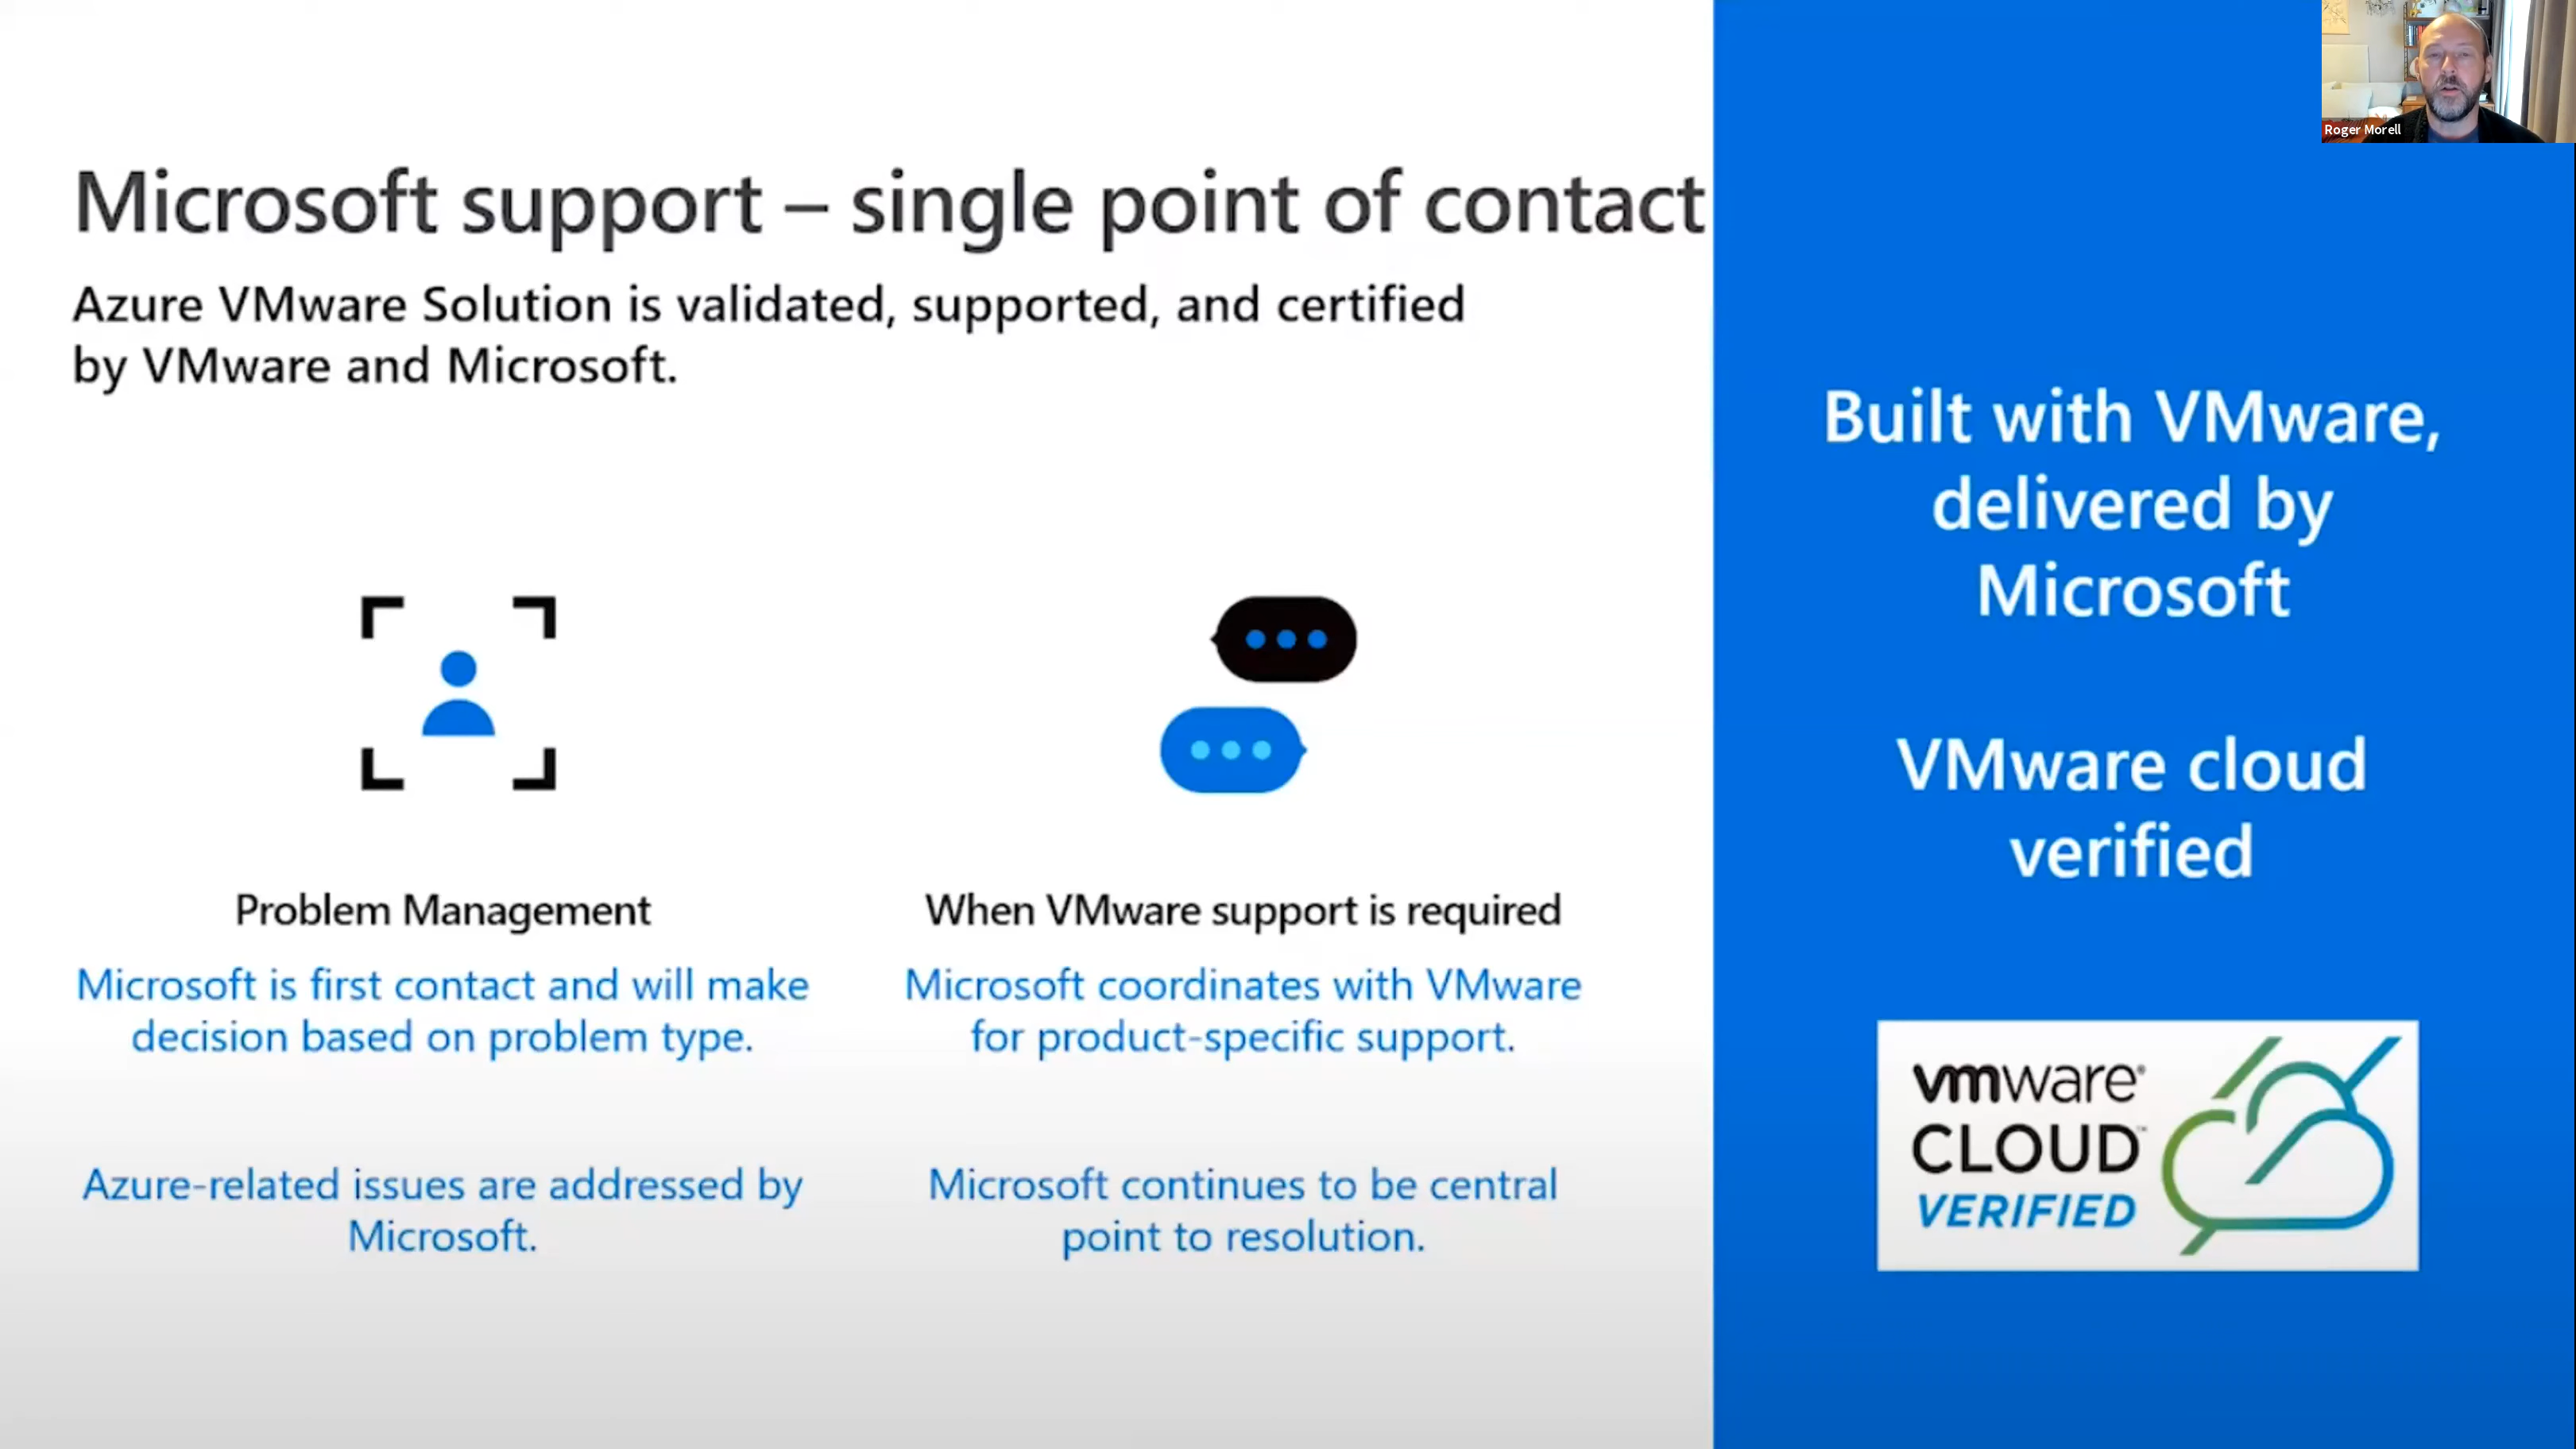 Roger Morell
Microsoft support – single point of contact
Azure VMware Solution is validated, supported, and certified
by VMware and Microsoft.
Problem Management
Microsoft is first contact and will make
decision based on problem type.
Azure-related issues are addressed by
Microsoft.
When VMware support is required
Microsoft coordinates with VMware
for product-specific support.
Microsoft continues to be central
point to resolution.
Built with VMware,
delivered by
Microsoft
VMware cloud
verified
vmware®
CLOUD™
VERIFIED